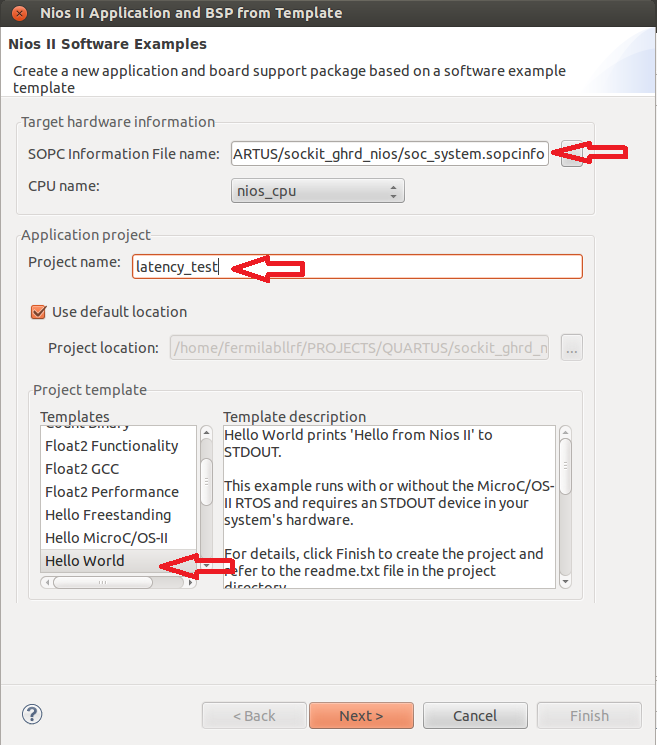 Nios II Application and BSP from Template
Nios II Software Examples
Create a new application and board support package based on a software example
template
Target hardware information
SOPC Information File name:
ARTUS/sockit_ghrd_nios/soc_system.sopcinfo
CPU name:
nios_cpu
Application project
Project name:
latency_test
Use default location
Project location:
/home/fermilabllrf/PROJECTS/QUARTUS/sockit_ghrd_n
...
Project template
Templates
Count Binary
Float2 Functionality
Float2 GCC
Float2 Performance
Hello Freestanding
Hello MicroC/OS-II
Hello World
Template description
Hello World prints 'Hello from Nios II' to
STDOUT.
This example runs with or without the MicroC/OS-
II RTOS and requires an STDOUT device in your
system's hardware.
For details, click Finish to create the project and
refer to the readme.txt file in the project
directory.
?
< Back
Next >
Cancel
Finish